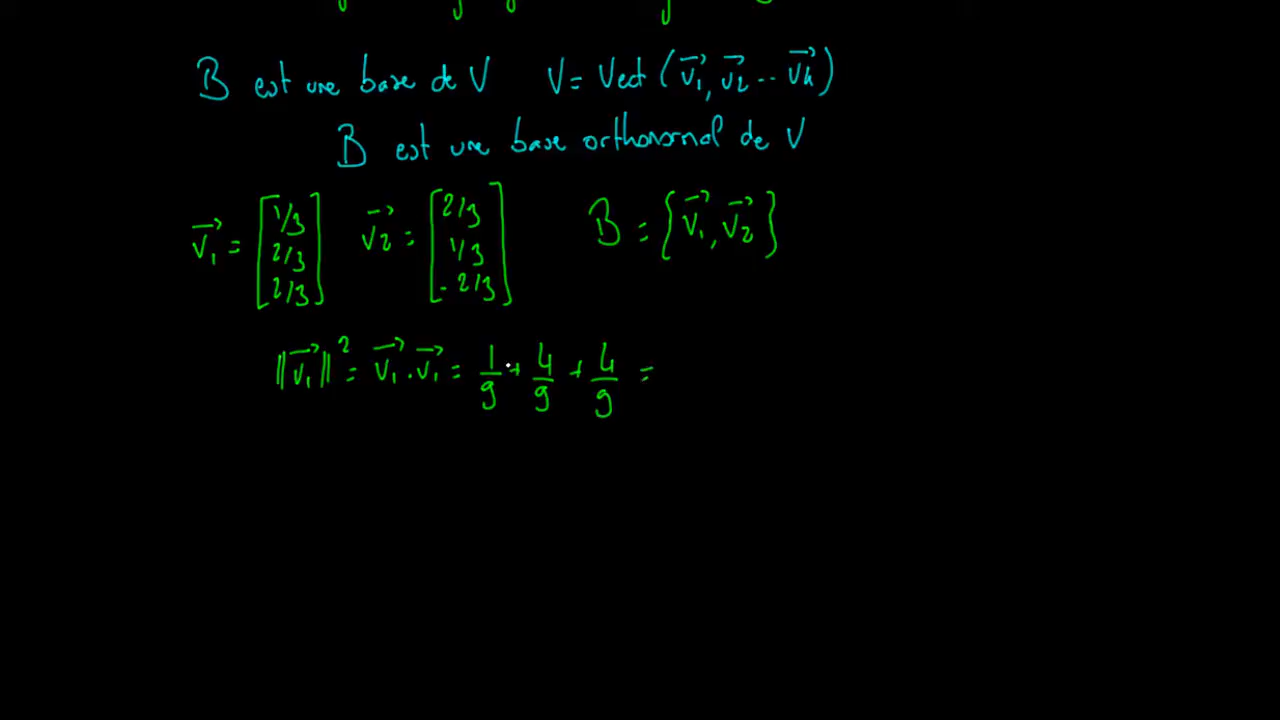 B est une base de V V = Vect (v₁, v₂ ... vₖ)
B est une base orthonormal de V
v₁ = [1/3 2/3 2/3] v₂ = [2/3 1/3 -2/3] B = {v₁, v₂}
||v₁||² = v₁ . v₁ = 1/9 + 4/9 + 4/9 =